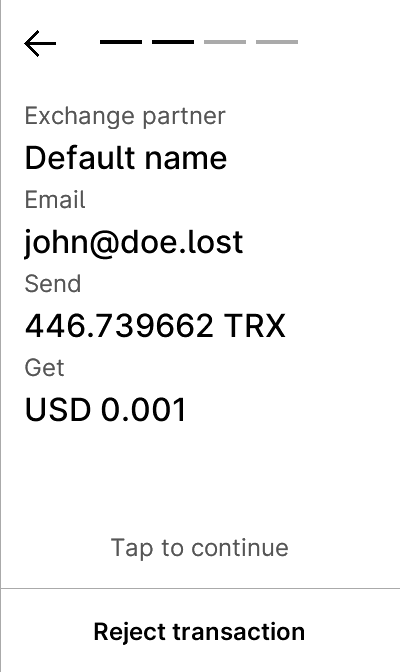 Exchange partner
Default name
Email
john@doe.lost
Send
446.739662 TRX
Get
USD 0.001
Tap to continue
Reject transaction